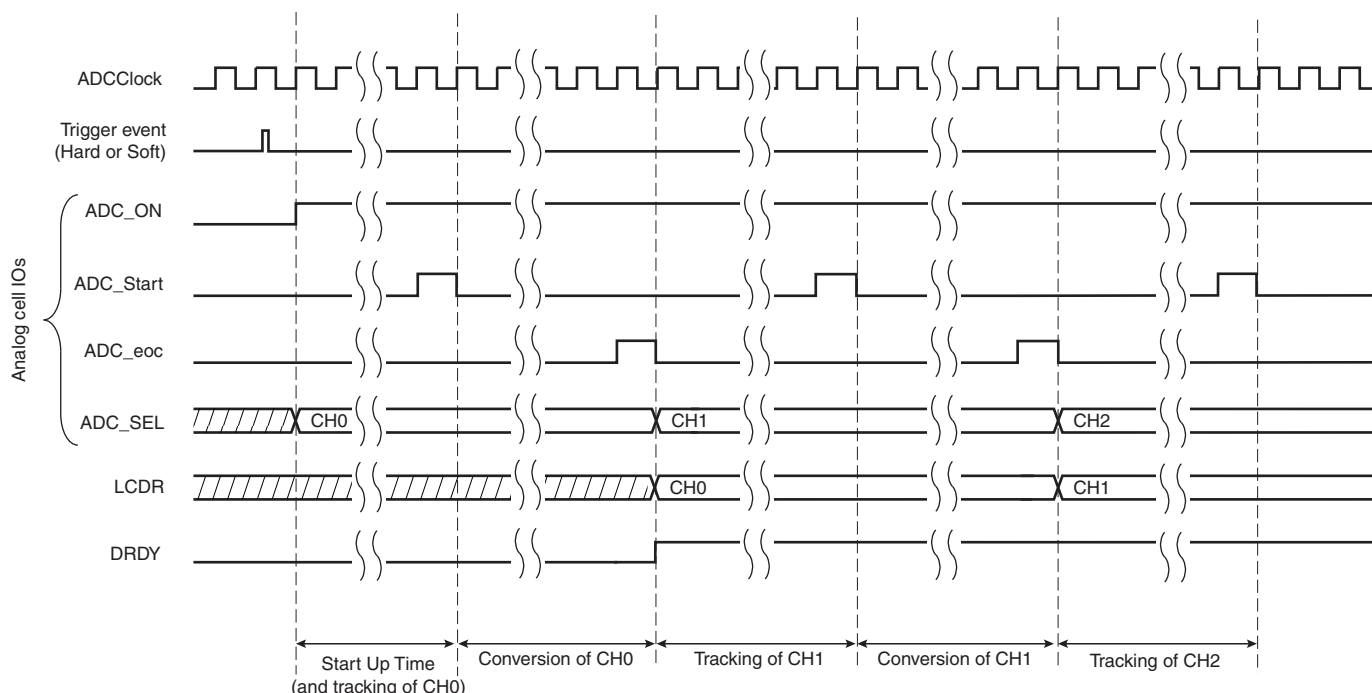 ADCClock
Trigger event
(Hard or Soft)
ADC_ON
ADC_Start
ADC_eoc
ADC_SEL
CH0
CH1
CH2
LCDR
CH0
CH1
DRDY
Analog cell IOs
Start Up Time
(and tracking of CH0)
Conversion of CH0
Tracking of CH1
Conversion of CH1
Tracking of CH2